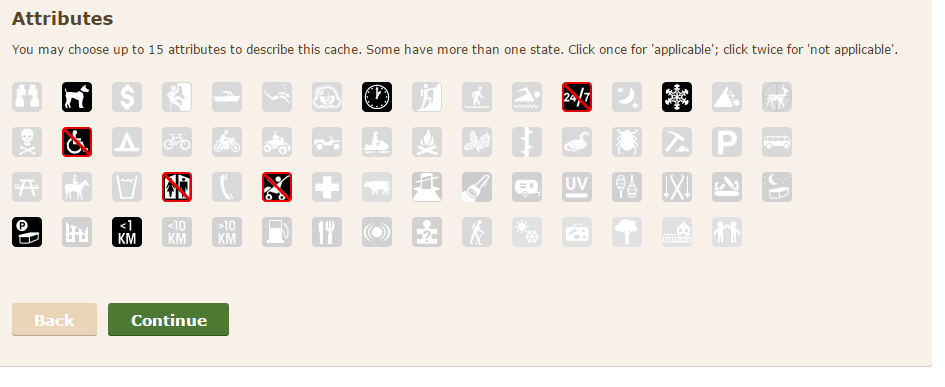 Attributes
You may choose up to 15 attributes to describe this cache. Some have more than one state. Click once for 'applicable'; click twice for 'not applicable'.
$ 24/7
P
UV
P <1 KM <10 KM >10 KM ?
Back Continue